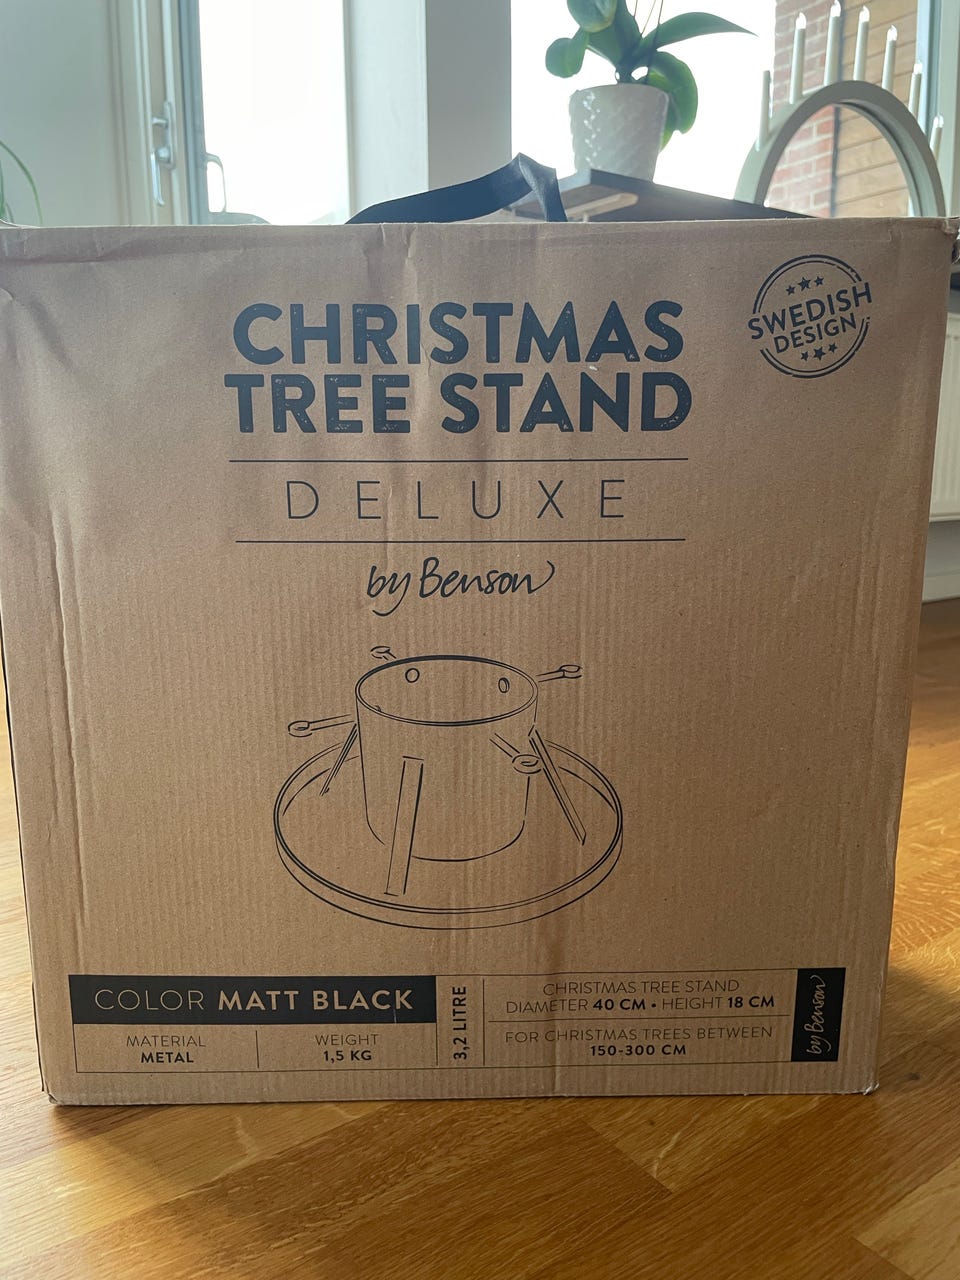 CHRISTMAS
TREE STAND
DELUXE
by Benson
SWEDISH
DESIGN
COLOR MATT BLACK
MATERIAL
METAL
WEIGHT
1,5 KG
3,2 LITRE
CHRISTMAS TREE STAND
DIAMETER 40 CM • HEIGHT 18 CM
FOR CHRISTMAS TREES BETWEEN
150-300 CM
by Benson